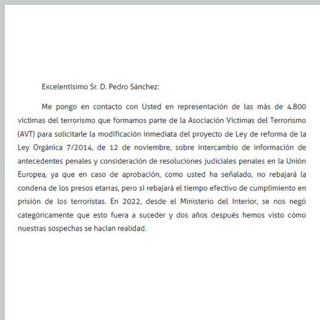 Excelentísimo Sr. D. Pedro Sánchez:
Me pongo en contacto con Usted en representación de las más de 4.800
víctimas del terrorismo que formamos parte de la Asociación Víctimas del Terrorismo
(AVT) para solicitarle la modificación inmediata del proyecto de Ley de reforma de la
Ley Orgánica 7/2014, de 12 de noviembre, sobre intercambio de información de
antecedentes penales y consideración de resoluciones judiciales penales en la Unión
Europea, ya que en caso de aprobación, como usted ha señalado, no rebajará la
condena de los presos etarras, pero sí rebajará el tiempo efectivo de cumplimiento en
prisión de los terroristas. En 2022, desde el Ministerio del Interior, se nos negó
categóricamente que esto fuera a suceder y dos años después hemos visto cómo
nuestras sospechas se hacían realidad.